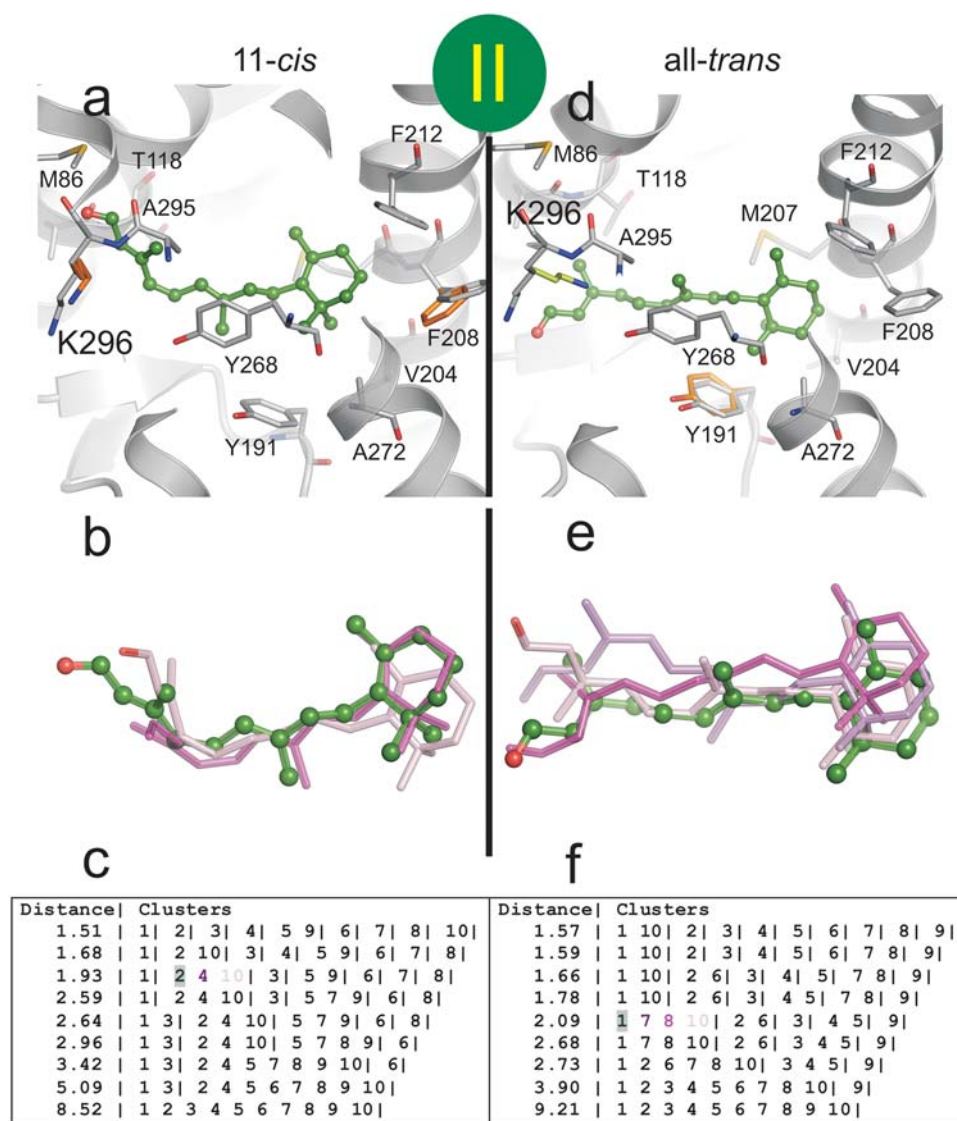 11-cis
II
all-trans
a
d
F212
M86
T118
A295
K296
Y268
F208
V204
Y191
A272
M86
T118
F212
K296
A295
M207
Y268
F208
V204
Y191
A272
b
e
c
f
Distance| Clusters
1.51 | 1| 2| 3| 4| 5 9| 6| 7| 8| 10|
1.68 | 1| 2 10| 3| 4| 5 9| 6| 7| 8|
1.93 | 1| 2 4 10| 3| 5 9| 6| 7| 8|
2.59 | 1| 2 4 10| 3| 5 7 9| 6| 8|
2.64 | 1 3| 2 4 10| 5 7 9| 6| 8|
2.96 | 1 3| 2 4 10| 5 7 8 9| 6|
3.42 | 1 3| 2 4 5 7 8 9 10| 6|
5.09 | 1 3| 2 4 5 6 7 8 9 10|
8.52 | 1 2 3 4 5 6 7 8 9 10|
Distance| Clusters
1.57 | 1 10| 2| 3| 4| 5| 6| 7| 8| 9|
1.59 | 1 10| 2| 3| 4| 5| 6| 7 8| 9|
1.66 | 1 10| 2 6| 3| 4| 5| 7 8| 9|
1.78 | 1 10| 2 6| 3| 4 5| 7 8| 9|
2.09 | 1 7 8 10| 2 6| 3| 4 5| 9|
2.68 | 1 7 8 10| 2 6| 3 4 5| 9|
2.73 | 1 2 6 7 8 10| 3 4 5| 9|
3.90 | 1 2 3 4 5 6 7 8 10| 9|
9.21 | 1 2 3 4 5 6 7 8 9 10|